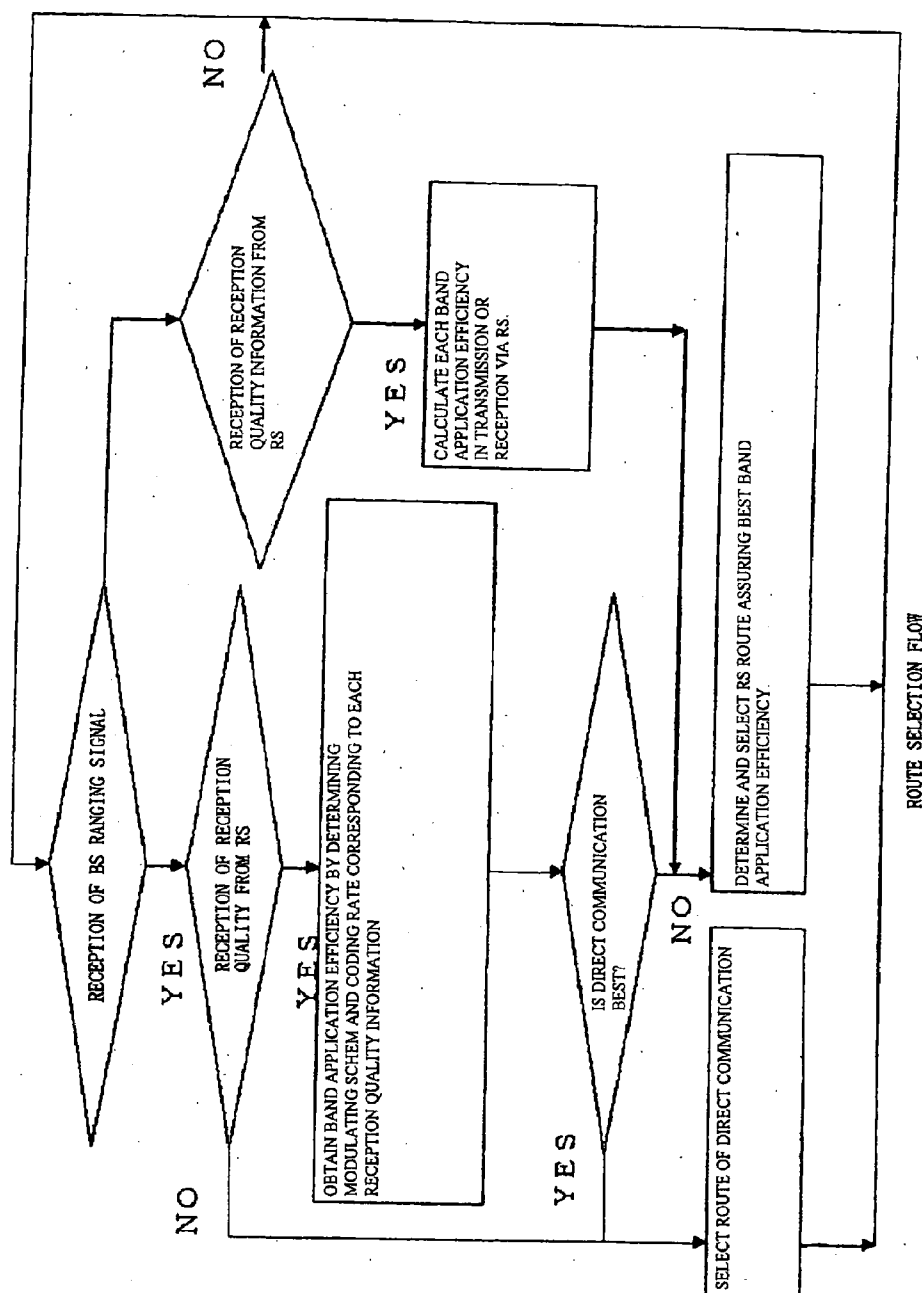 RECEPTION OF BS RANGING SIGNAL
YES
RECEPTION OF RECEPTION
QUALITY FROM RS
NO
YES
OBTAIN BAND APPLICATION EFFICIENCY BY DETERMINING
MODULATING SCHEM AND CODING RATE CORRESPONDING TO EACH
RECEPTION QUALITY INFORMATION
IS DIRECT COMMUNICATION
BEST?
YES
NO
SELECT ROUTE OF DIRECT COMMUNICATION
RECEPTION OF RECEPTION
QUALITY INFORMATION FROM
RS
NO
YES
CALCULATE EACH BAND
APPLICATION EFFICIENCY
IN TRANSMISSION OR
RECEPTION VIA RS.
DETERMINE AND SELECT RS ROUTE ASSURING BEST BAND
APPLICATION EFFICIENCY.
ROUTE SELECTION FLOW